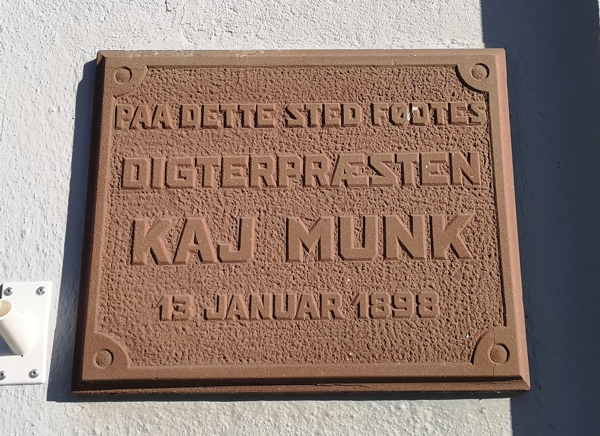 PAA DETTE STED FØDTES
DIGTERPRÆSTEN
KAJ MUNK
13 JANUAR 1898